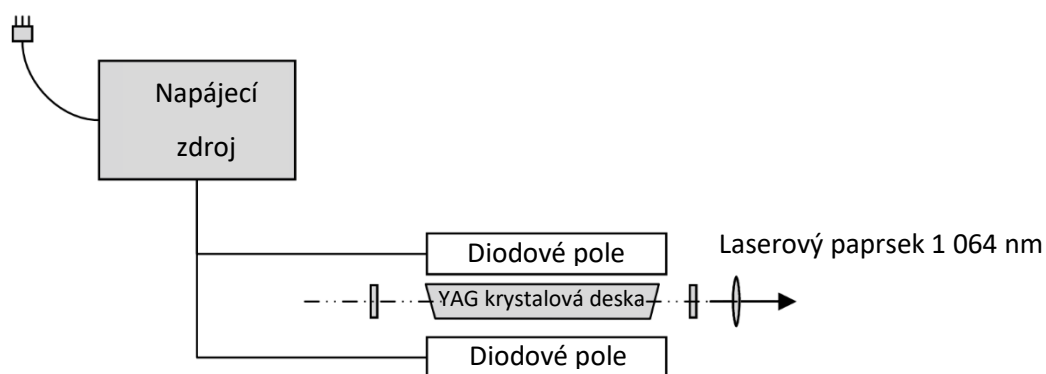 Napájecí
zdroj
Diodové pole
Laserový paprsek 1 064 nm
YAG krystalová deska
Diodové pole